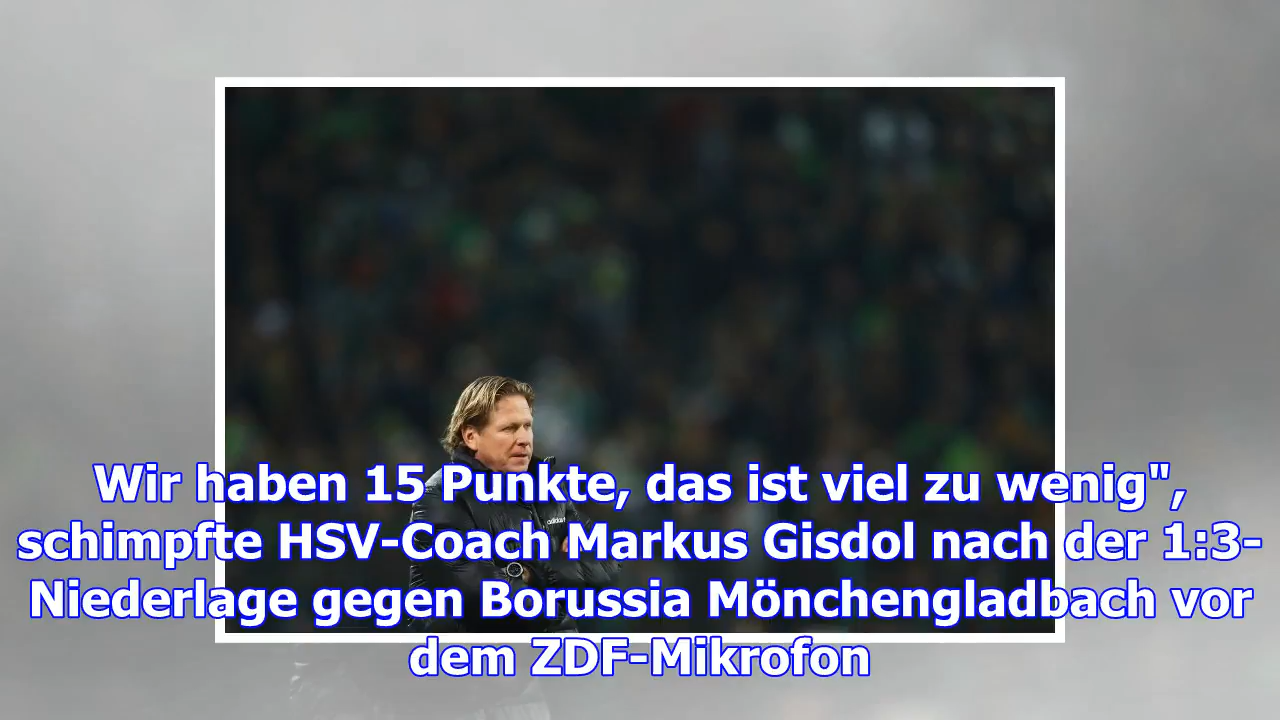 Wir haben 15 Punkte, das ist viel zu wenig",
schimpfte HSV-Coach Markus Gisdol nach der 1:3-
Niederlage gegen Borussia Mönchengladbach vor
dem ZDF-Mikrofon
adidas